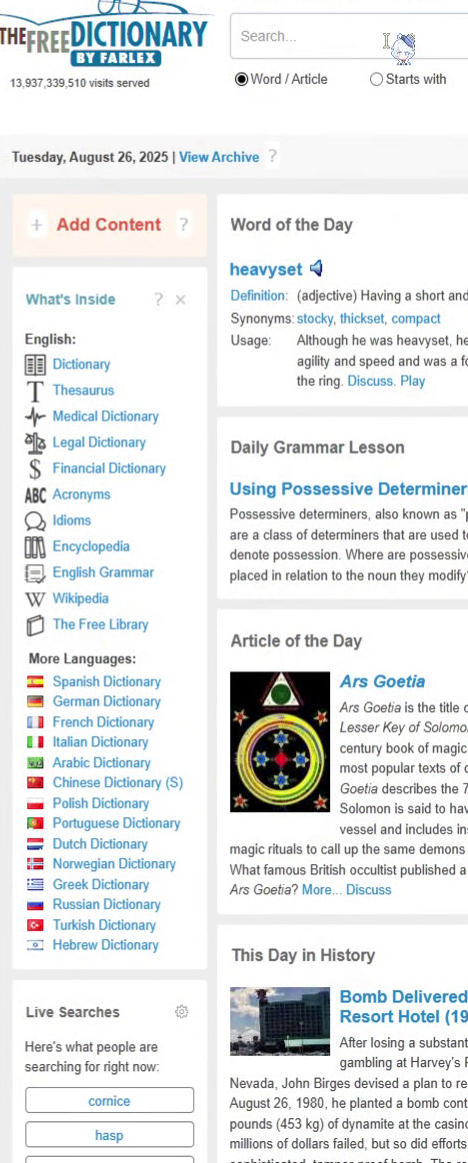 THEFREEDICTIONARY
BY FARLEX
13,937,339,510 visits served
Search...
Word / Article
Starts with
Tuesday, August 26, 2025 | View Archive ?
+ Add Content ?
What's Inside ? ×
English:
Dictionary
Thesaurus
Medical Dictionary
Legal Dictionary
Financial Dictionary
ABC Acronyms
Idioms
Encyclopedia
English Grammar
Wikipedia
The Free Library
More Languages:
Spanish Dictionary
German Dictionary
French Dictionary
Italian Dictionary
Arabic Dictionary
Chinese Dictionary (S)
Polish Dictionary
Portuguese Dictionary
Dutch Dictionary
Norwegian Dictionary
Greek Dictionary
Russian Dictionary
Turkish Dictionary
Hebrew Dictionary
Live Searches
Here's what people are
searching for right now:
cornice
hasp
Word of the Day
heavyset
Definition: (adjective) Having a short and
Synonyms: stocky, thickset, compact
Usage: Although he was heavyset, he
agility and speed and was a fo
the ring. Discuss. Play
Daily Grammar Lesson
Using Possessive Determiner
Possessive determiners, also known as "p
are a class of determiners that are used to
denote possession. Where are possessive
placed in relation to the noun they modify?
Article of the Day
Ars Goetia
Ars Goetia is the title o
Lesser Key of Solomon
century book of magic
most popular texts of d
Goetia describes the 7
Solomon is said to hav
vessel and includes ins
magic rituals to call up the same demons
What famous British occultist published a
Ars Goetia? More... Discuss
This Day in History
Bomb Delivered
Resort Hotel (19
After losing a substant
gambling at Harvey's R
Nevada, John Birges devised a plan to re
August 26, 1980, he planted a bomb cont
pounds (453 kg) of dynamite at the casino
millions of dollars failed, but so did efforts